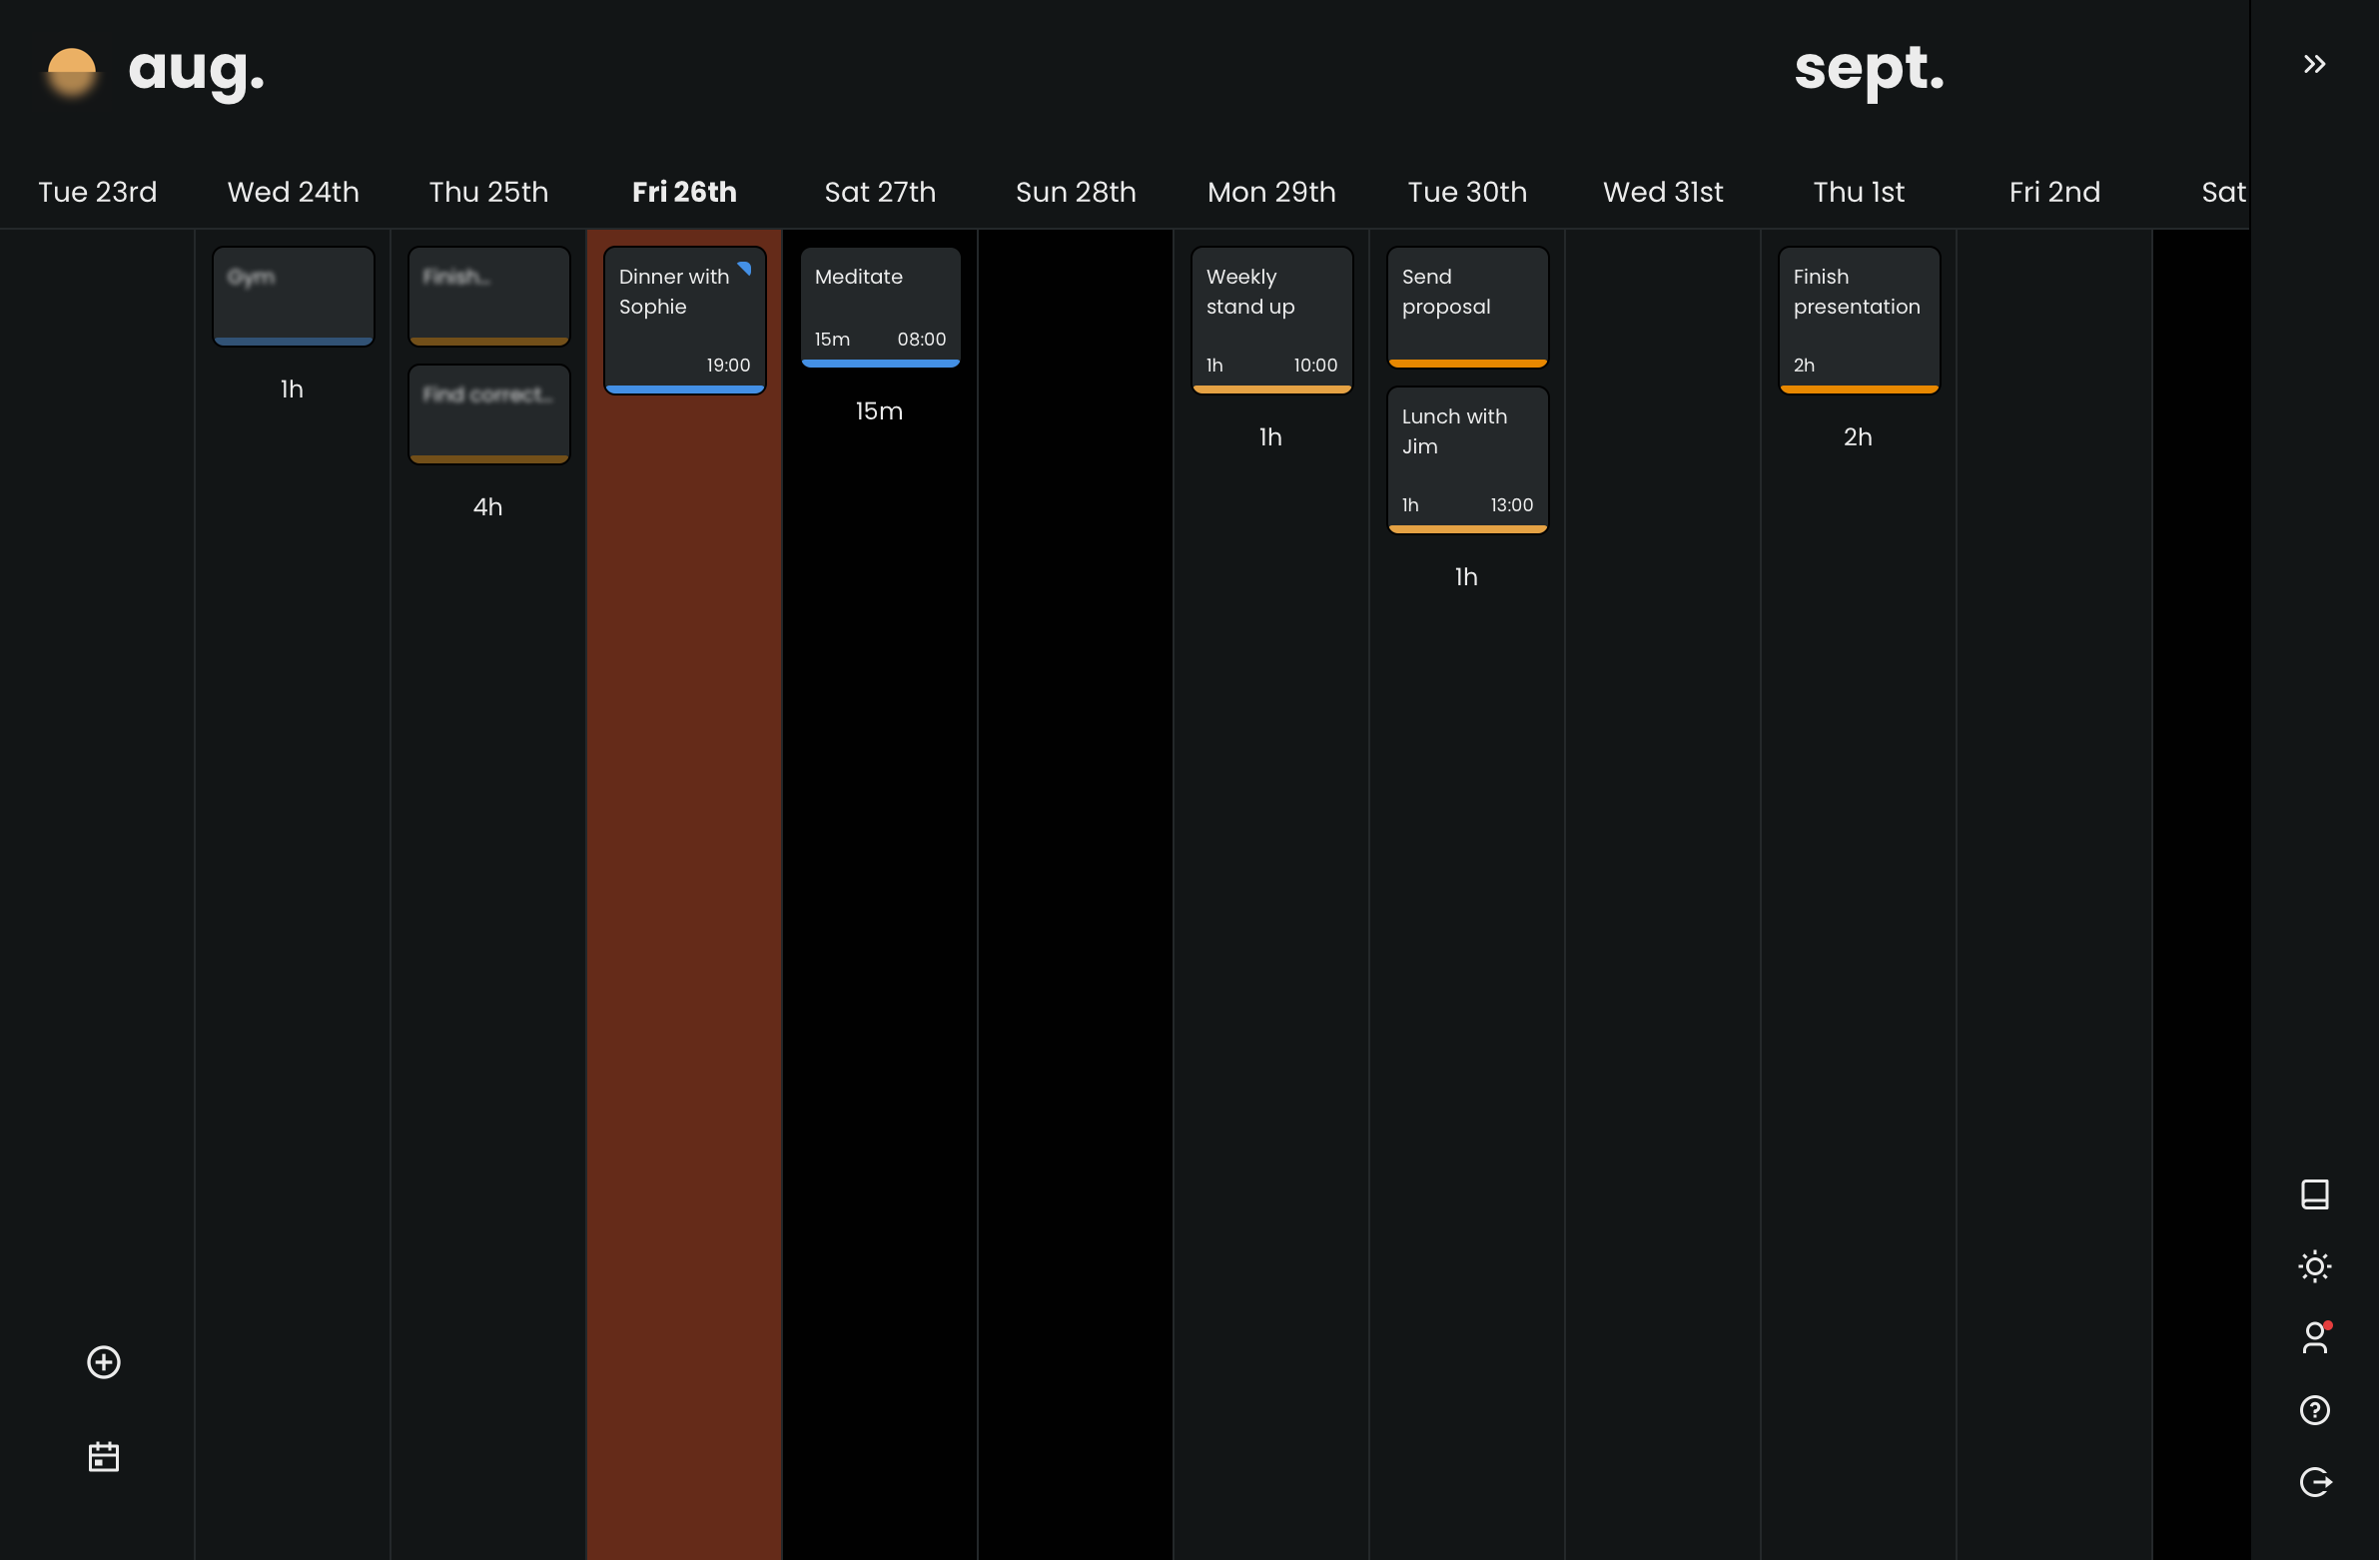 aug.
sept.
Tue 23rd
Wed 24th
Thu 25th
Fri 26th
Sat 27th
Sun 28th
Mon 29th
Tue 30th
Wed 31st
Thu 1st
Fri 2nd
Sat
Gym
1h
Finish...
Find correct...
4h
Dinner with
Sophie
19:00
Meditate
15m 08:00
15m
Weekly
stand up
1h 10:00
1h
Send
proposal
Lunch with
Jim
1h 13:00
1h
Finish
presentation
2h
2h